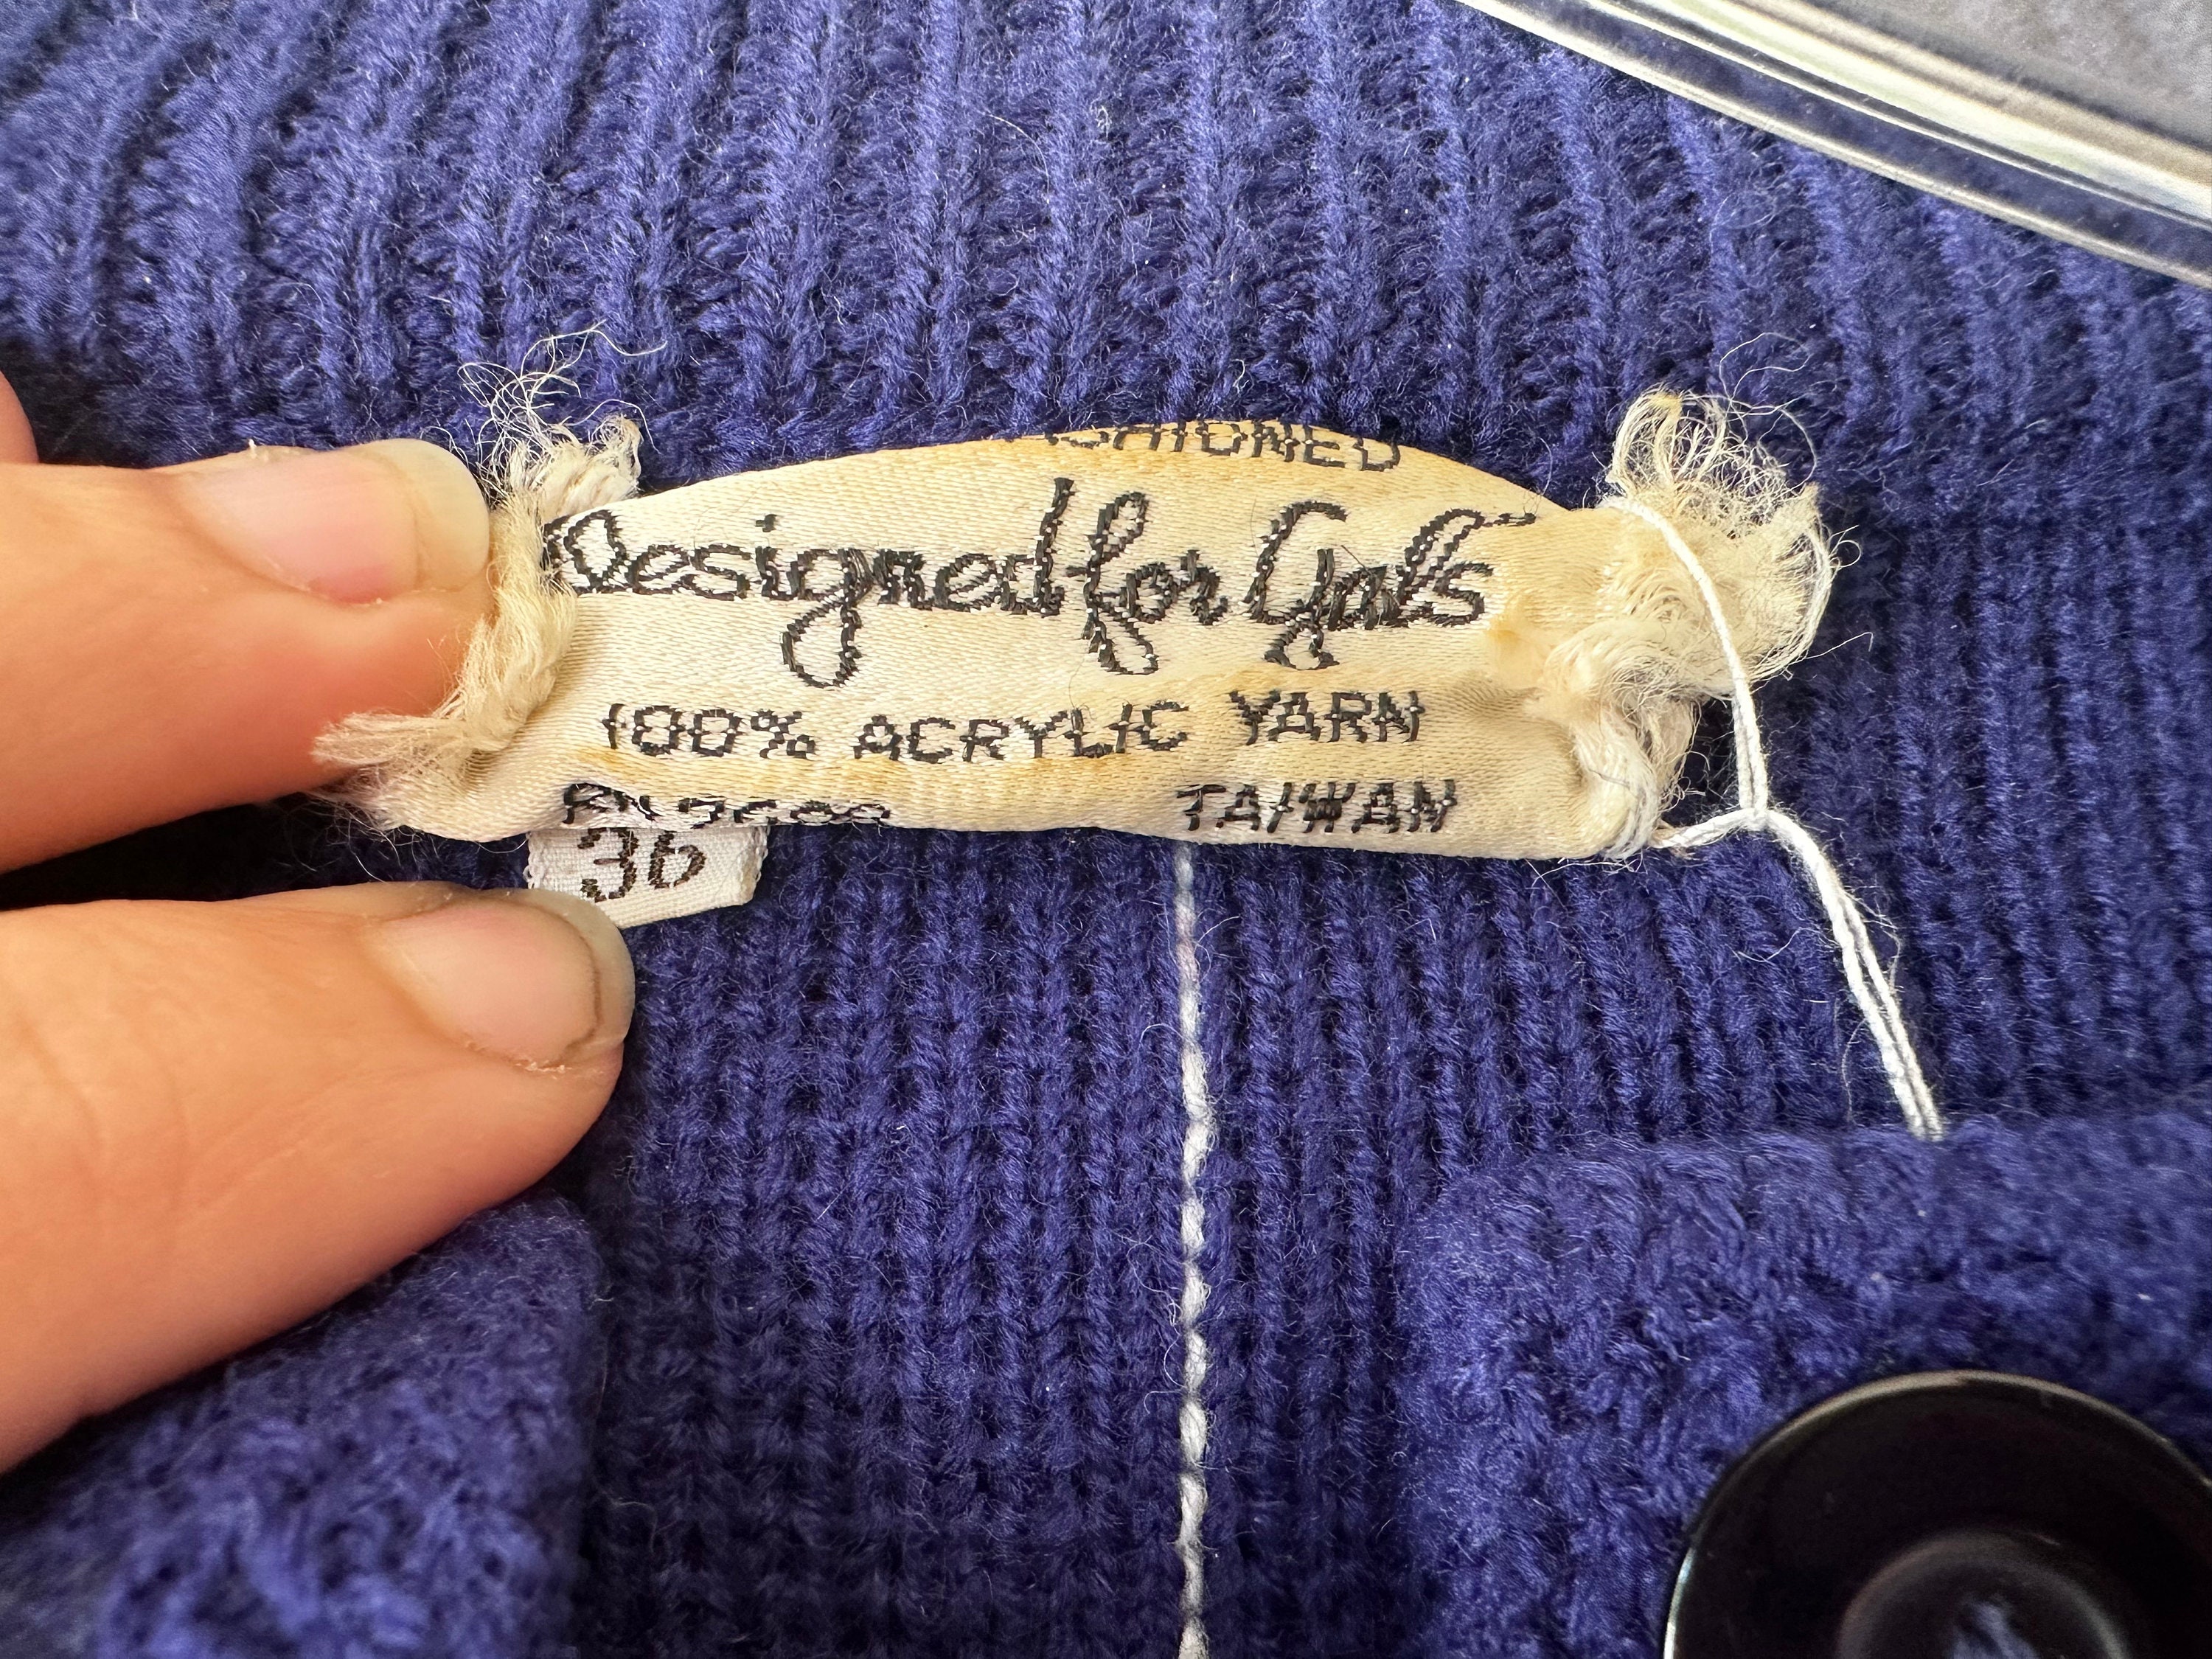 Designed for Gals
100% ACRYLIC YARN
TAIWAN
36